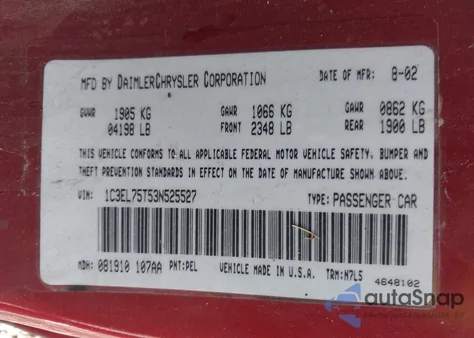 MFD BY DAIMLERCHRYSLER CORPORATION DATE OF MFR: 8-02
GVWR 1905 KG GAWR 1066 KG GAWR 0862 KG
04198 LB FRONT 2348 LB REAR 1900 LB
THIS VEHICLE CONFORMS TO ALL APPLICABLE FEDERAL MOTOR VEHICLE SAFETY, BUMPER AND
THEFT PREVENTION STANDARDS IN EFFECT ON THE DATE OF MANUFACTURE SHOWN ABOVE.
VIN: 1C3EL75T53N525527 TYPE: PASSENGER CAR
MDH: 081910 107AA PNT:PEL VEHICLE MADE IN U.S.A. TRM:N7L5
4648102
autoSnap